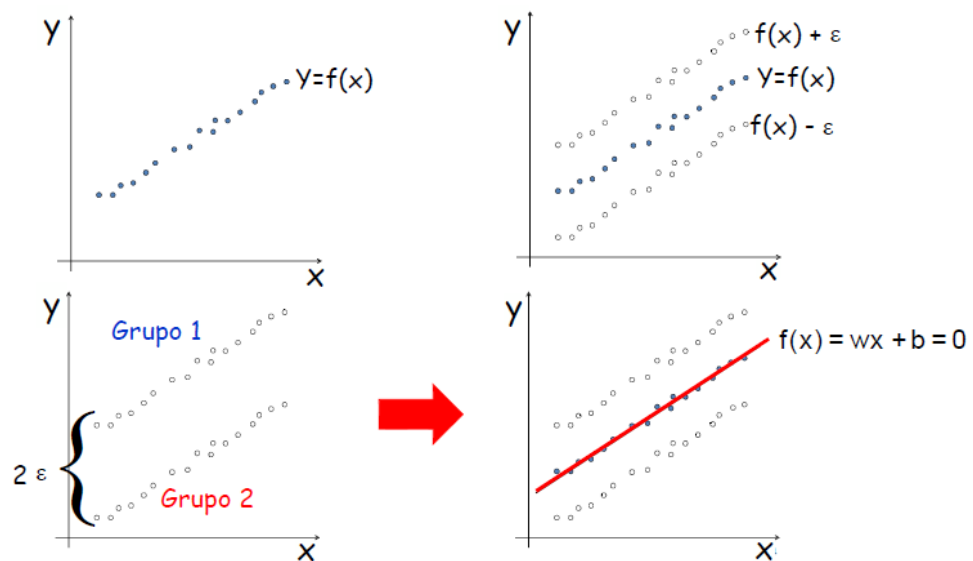 Y
Y=f(x)
X
Y
f(x) + ε
Y=f(x)
f(x) - ε
X
Y
Grupo 1
2 ε
Grupo 2
X
Y
f(x) = wx + b = 0
X